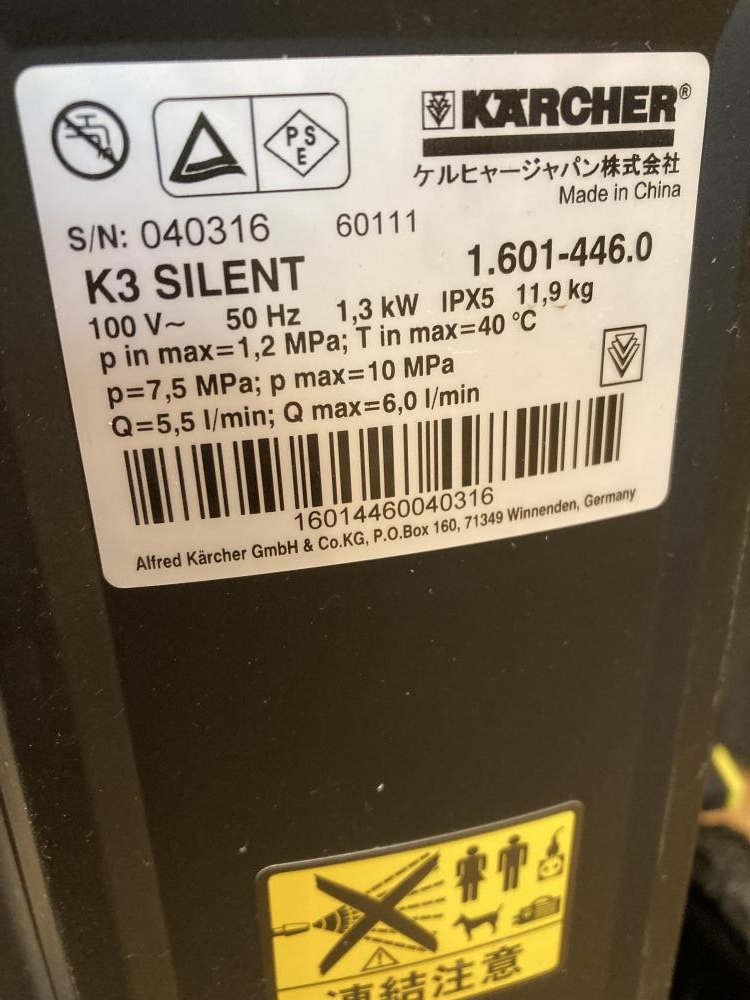 KÄRCHER®
ケルヒャージャパン株式会社
Made in China
PS
E
S/N: 040316 60111
K3 SILENT 1.601-446.0
100 V~ 50 Hz 1,3 kW IPX5 11,9 kg
p in max=1,2 MPa; T in max=40 °C
p=7,5 MPa; p max=10 MPa
Q=5,5 l/min; Q max=6,0 l/min
16014460040316
Alfred Kärcher GmbH & Co.KG, P.O.Box 160, 71349 Winnenden, Germany
凍結注意